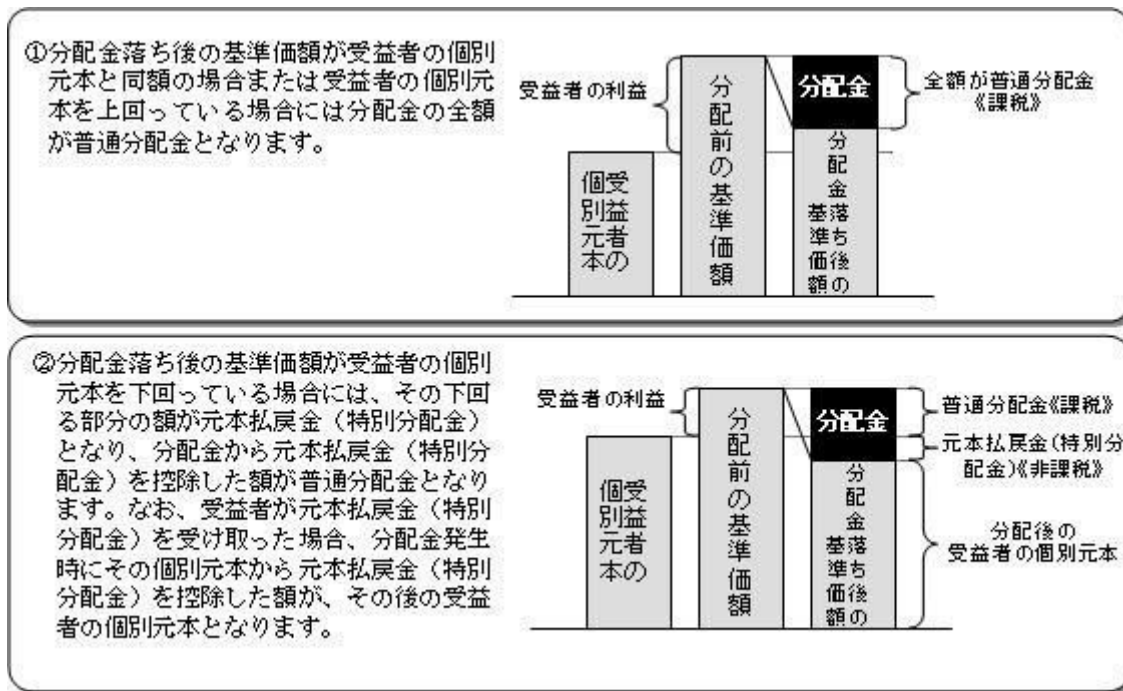 ①分配金落ち後の基準価額が受益者の個別
元本と同額の場合または受益者の個別元
本を上回っている場合には分配金の全額
が普通分配金となります。
受益者の利益
受益者の
個別元本
分配前の基準価額
分配金
分配金落ち後の
基準価額
全額が普通分配金
《課税》
②分配金落ち後の基準価額が受益者の個別
元本を下回っている場合には、その下回
る部分の額が元本払戻金（特別分配金）
となり、分配金から元本払戻金（特別分
配金）を控除した額が普通分配金となり
ます。なお、受益者が元本払戻金（特別
分配金）を受け取った場合、分配金発生
時にその個別元本から元本払戻金（特別
分配金）を控除した額が、その後の受益
者の個別元本となります。
受益者の利益
受益者の
個別元本
分配前の基準価額
分配金
分配金落ち後の
基準価額
普通分配金《課税》
元本払戻金(特別分
配金)《非課税》
分配後の
受益者の個別元本